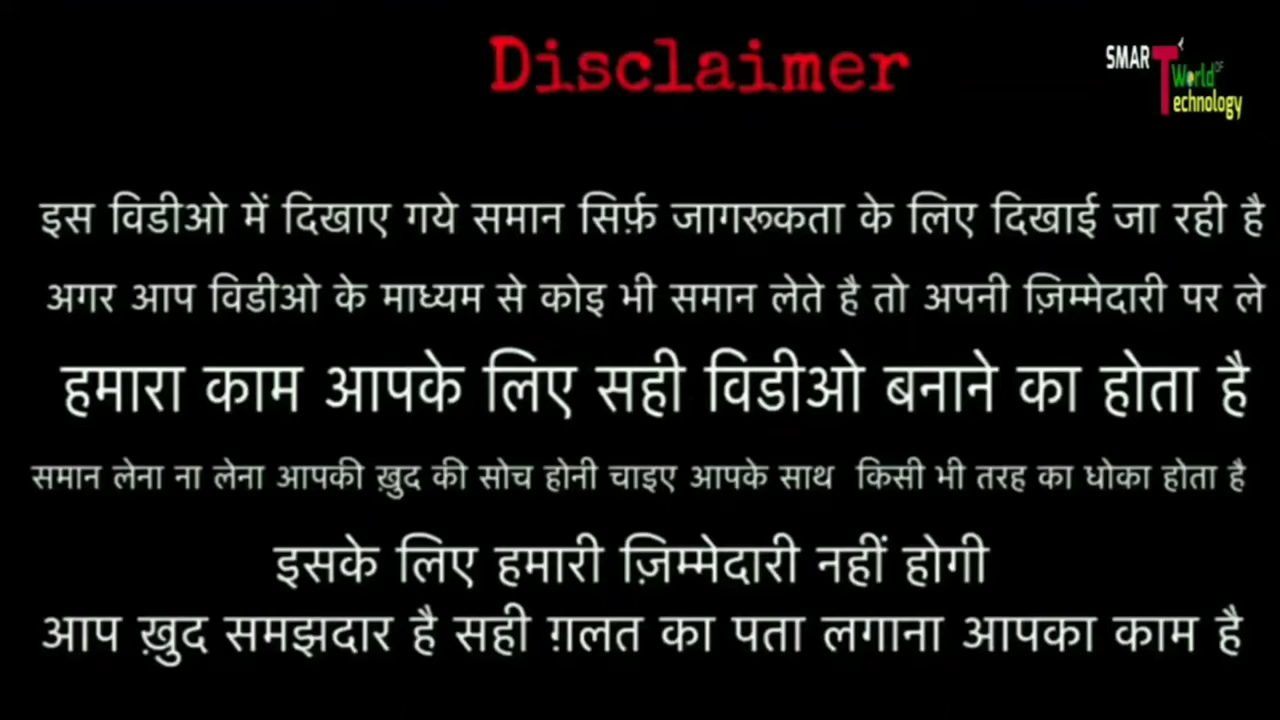 Disclaimer
SMART
World OF
Technology
इस विडीओ में दिखाए गये समान सिर्फ़ जागरूकता के लिए दिखाई जा रही है
अगर आप विडीओ के माध्यम से कोइ भी समान लेते है तो अपनी ज़िम्मेदारी पर ले
हमारा काम आपके लिए सही विडीओ बनाने का होता है
समान लेना ना लेना आपकी ख़ुद की सोच होनी चाइए आपके साथ किसी भी तरह का धोका होता है
इसके लिए हमारी ज़िम्मेदारी नहीं होगी
आप ख़ुद समझदार है सही ग़लत का पता लगाना आपका काम है